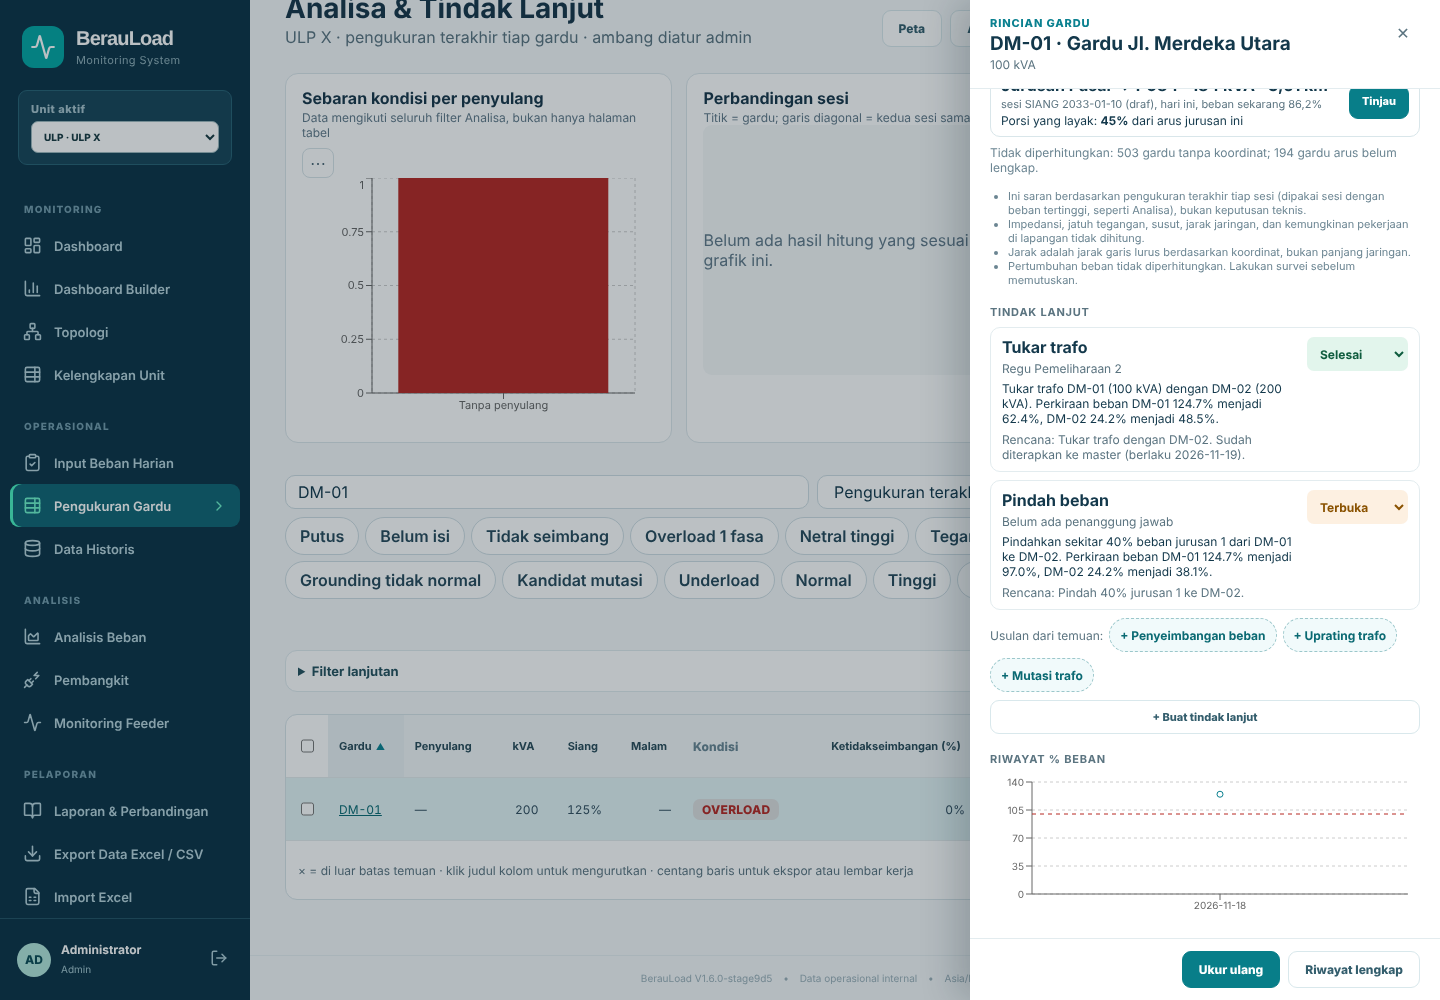 BerauLoad
Monitoring System
Unit aktif
ULP · ULP X
MONITORING
Dashboard
Dashboard Builder
Topologi
Kelengkapan Unit
OPERASIONAL
Input Beban Harian
Pengukuran Gardu
Data Historis
ANALISIS
Analisis Beban
Pembangkit
Monitoring Feeder
PELAPORAN
Laporan & Perbandingan
Export Data Excel / CSV
Import Excel
AD
Administrator
Admin
Analisa & Tindak Lanjut
ULP X · pengukuran terakhir tiap gardu · ambang diatur admin
Peta
Sebaran kondisi per penyulang
Data mengikuti seluruh filter Analisa, bukan hanya halaman
tabel
...
1
0.75
0.5
0.25
0
Tanpa penyulang
Perbandingan sesi
Titik = gardu; garis diagonal = kedua sesi sama
Belum ada hasil hitung yang sesuai
grafik ini.
DM-01
Pengukuran terakh
Putus
Belum isi
Tidak seimbang
Overload 1 fasa
Netral tinggi
Tegan
Grounding tidak normal
Kandidat mutasi
Underload
Normal
Tinggi
▶ Filter lanjutan
Gardu ▲
Penyulang
kVA
Siang
Malam
Kondisi
Ketidakseimbangan (%)
DM-01
—
200
125%
—
OVERLOAD
0%
× = di luar batas temuan · klik judul kolom untuk mengurutkan · centang baris untuk ekspor atau lembar kerja
BerauLoad V1.6.0-stage9d5 • Data operasional internal • Asia/
RINCIAN GARDU
DM-01 · Gardu Jl. Merdeka Utara
100 kVA
×
sesi SIANG 2033-01-10 (draf), hari ini, beban sekarang 86,2%
Porsi yang layak: 45% dari arus jurusan ini
Tinjau
Tidak diperhitungkan: 503 gardu tanpa koordinat; 194 gardu arus belum
lengkap.
• Ini saran berdasarkan pengukuran terakhir tiap sesi (dipakai sesi dengan
beban tertinggi, seperti Analisa), bukan keputusan teknis.
• Impedansi, jatuh tegangan, susut, jarak jaringan, dan kemungkinan pekerjaan
di lapangan tidak dihitung.
• Jarak adalah jarak garis lurus berdasarkan koordinat, bukan panjang jaringan.
• Pertumbuhan beban tidak diperhitungkan. Lakukan survei sebelum
memutuskan.
TINDAK LANJUT
Tukar trafo
Selesai
Regu Pemeliharaan 2
Tukar trafo DM-01 (100 kVA) dengan DM-02 (200
kVA). Perkiraan beban DM-01 124.7% menjadi
62.4%, DM-02 24.2% menjadi 48.5%.
Rencana: Tukar trafo dengan DM-02. Sudah
diterapkan ke master (berlaku 2026-11-19).
Pindah beban
Terbuka
Belum ada penanggung jawab
Pindahkan sekitar 40% beban jurusan 1 dari DM-01
ke DM-02. Perkiraan beban DM-01 124.7% menjadi
97.0%, DM-02 24.2% menjadi 38.1%.
Rencana: Pindah 40% jurusan 1 ke DM-02.
Usulan dari temuan:
+ Penyeimbangan beban
+ Uprating trafo
+ Mutasi trafo
+ Buat tindak lanjut
RIWAYAT % BEBAN
140
105
70
35
0
2026-11-18
Ukur ulang
Riwayat lengkap